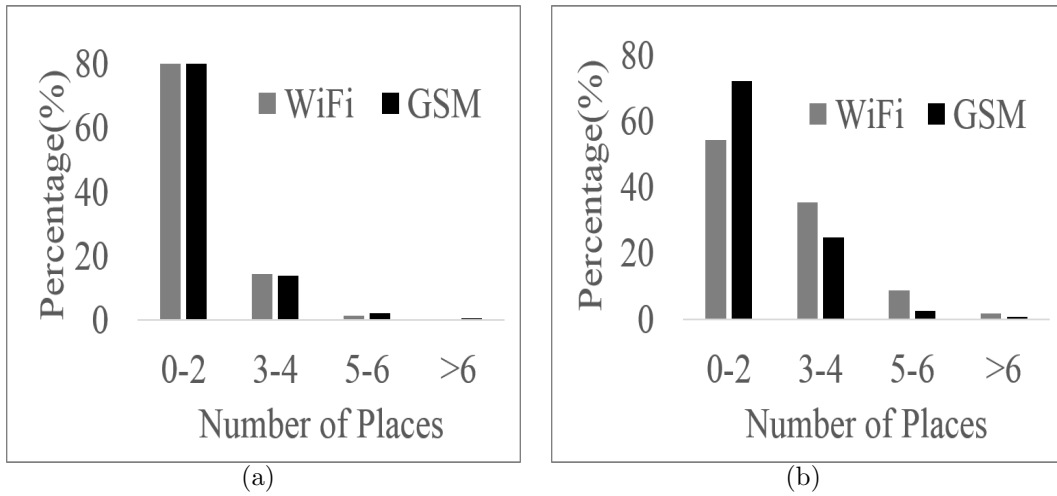 Percentage(%)
80
60
40
20
0
WiFi GSM
0-2 3-4 5-6 >6
Number of Places
(a)
Percentage(%)
80
60
40
20
0
WiFi GSM
0-2 3-4 5-6 >6
Number of Places
(b)